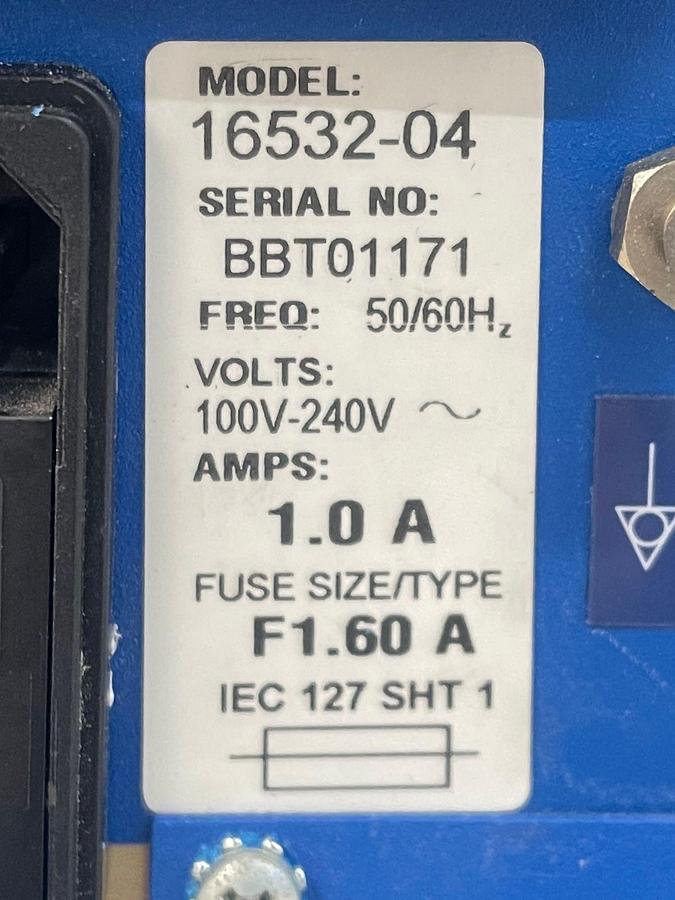 MODEL:
16532-04
SERIAL NO:
BBT01171
FREQ: 50/60Hz
VOLTS:
100V-240V ~
AMPS:
1.0 A
FUSE SIZE/TYPE
F1.60 A
IEC 127 SHT 1